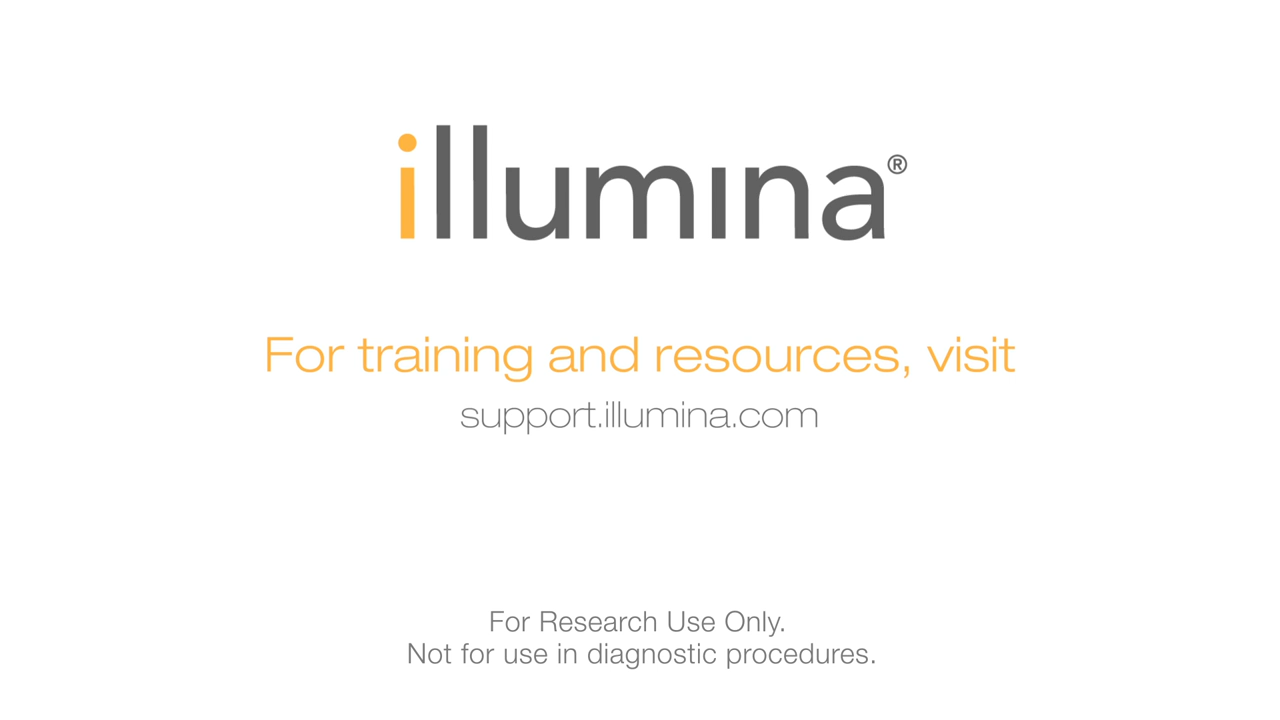 illumina®
For training and resources, visit
support.illumina.com
For Research Use Only.
Not for use in diagnostic procedures.